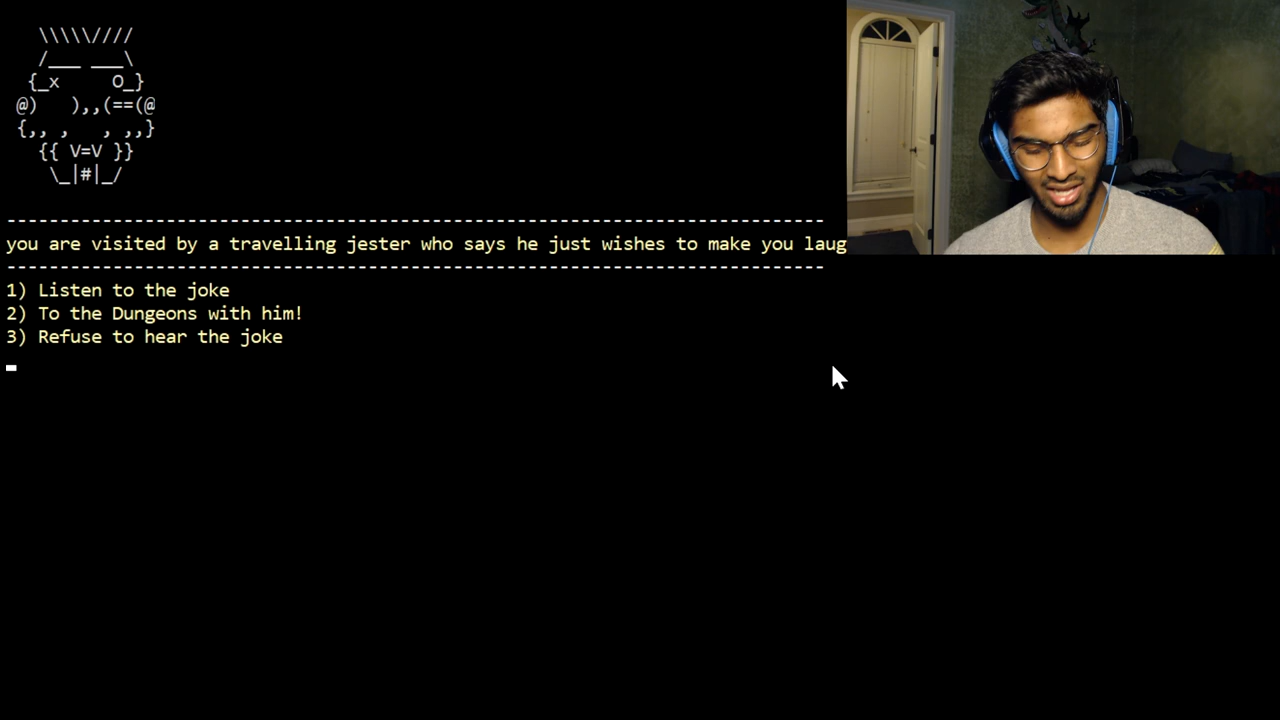 --------------------------------------------------------------------------------
you are visited by a travelling jester who says he just wishes to make you laug
--------------------------------------------------------------------------------
1) Listen to the joke
2) To the Dungeons with him!
3) Refuse to hear the joke